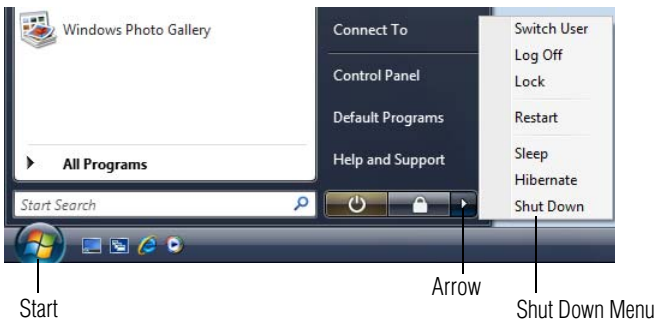 Windows Photo Gallery
All Programs
Start Search
Connect To
Control Panel
Default Programs
Help and Support
Switch User
Log Off
Lock
Restart
Sleep
Hibernate
Shut Down
Start
Arrow
Shut Down Menu